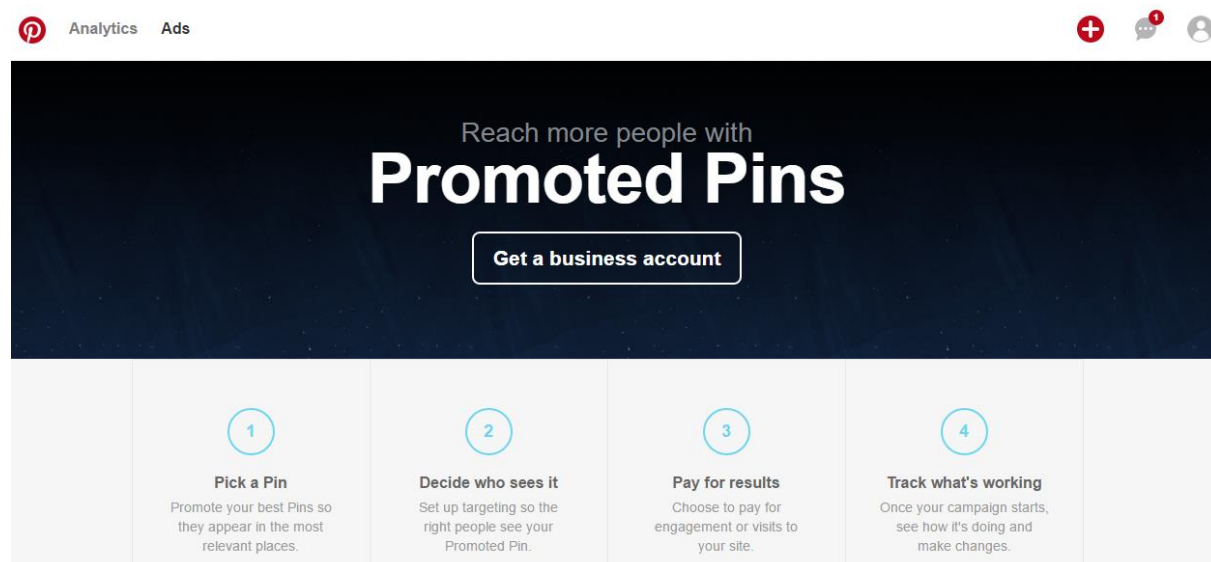 Analytics Ads
1
Reach more people with
Promoted Pins
Get a business account
1
Pick a Pin
Promote your best Pins so
they appear in the most
relevant places.
2
Decide who sees it
Set up targeting so the
right people see your
Promoted Pin.
3
Pay for results
Choose to pay for
engagement or visits to
your site.
4
Track what's working
Once your campaign starts,
see how it's doing and
make changes.